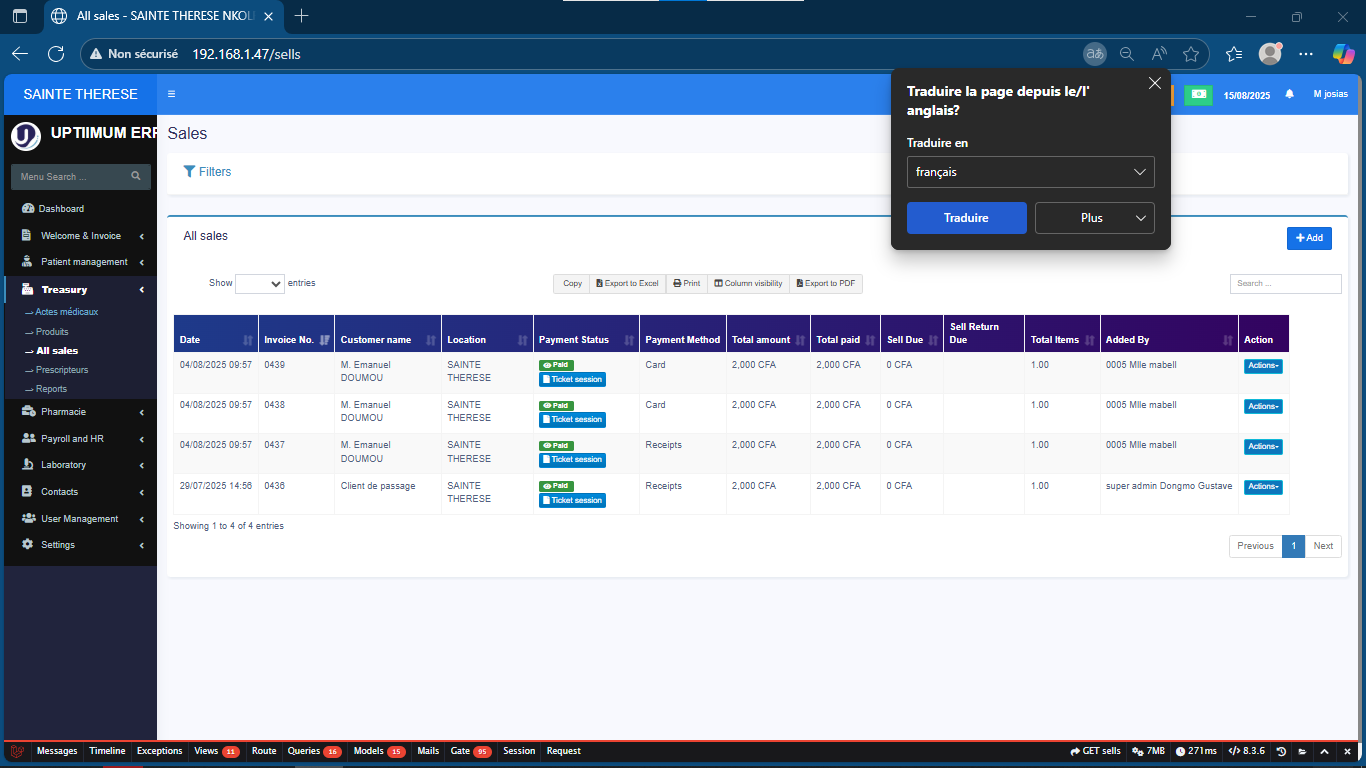 All sales - SAINTE THERESE NKOL
Non sécurisé 192.168.1.47/sells
SAINTE THERESE
15/08/2025 M josias
Traduire la page depuis le/l'
anglais?
Traduire en
français
Traduire Plus
UPTIIMUM ERP
Menu Search ...
Dashboard
Welcome & Invoice
Patient management
Treasury
Actes médicaux
Produits
All sales
Prescripteurs
Reports
Pharmacie
Payroll and HR
Laboratory
Contacts
User Management
Settings
Sales
Filters
All sales
Add
Show entries
Copy Export to Excel Print Column visibility Export to PDF
Search ...
Date Invoice No. Customer name Location Payment Status Payment Method Total amount Total paid Sell Due Sell Return Due Total Items Added By Action
04/08/2025 09:57 0439 M. Emanuel DOUMOU SAINTE THERESE Paid Ticket session Card 2,000 CFA 2,000 CFA 0 CFA 1.00 0005 Mlle mabell Actions
04/08/2025 09:57 0438 M. Emanuel DOUMOU SAINTE THERESE Paid Ticket session Card 2,000 CFA 2,000 CFA 0 CFA 1.00 0005 Mlle mabell Actions
04/08/2025 09:57 0437 M. Emanuel DOUMOU SAINTE THERESE Paid Ticket session Receipts 2,000 CFA 2,000 CFA 0 CFA 1.00 0005 Mlle mabell Actions
29/07/2025 14:56 0436 Client de passage SAINTE THERESE Paid Ticket session Receipts 2,000 CFA 2,000 CFA 0 CFA 1.00 super admin Dongmo Gustave Actions
Showing 1 to 4 of 4 entries
Previous 1 Next
Messages Timeline Exceptions Views 11 Route Queries 16 Models 15 Mails Gate 95 Session Request GET sells 7MB 271ms 8.3.6